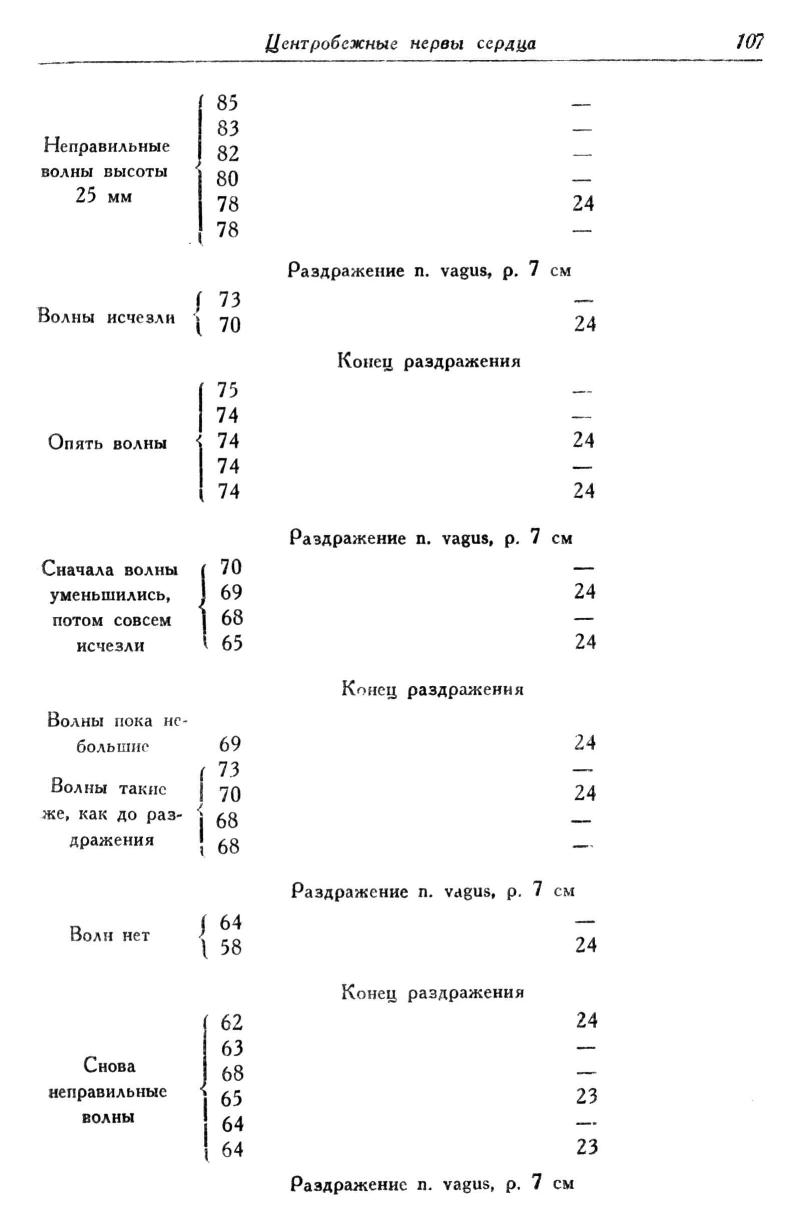 Центробежные нервы сердца 107
85 —
83 —
Неправильные
82 —
волны высоты
80 —
25 мм
78 24
78 —
Раздражение n. vagus, р. 7 см
73 —
Волны исчезли
70 24
Конец раздражения
75 —
74 —
Опять волны 74 24
74 —
74 24
Раздражение n. vagus, р. 7 см
Сначала волны 70 —
уменьшились, 69 24
потом совсем 68 —
исчезли 65 24
Конец раздражения
Волны пока не-
большие 69 24
73 —
Волны такие 70 24
же, как до раз- 68 —
дражения 68 —
Раздражение n. vagus, р. 7 см
64 —
Волн нет
58 24
Конец раздражения
62 24
63 —
Снова 68 —
неправильные 65 23
волны 64 —
64 23
Раздражение n. vagus, р. 7 см